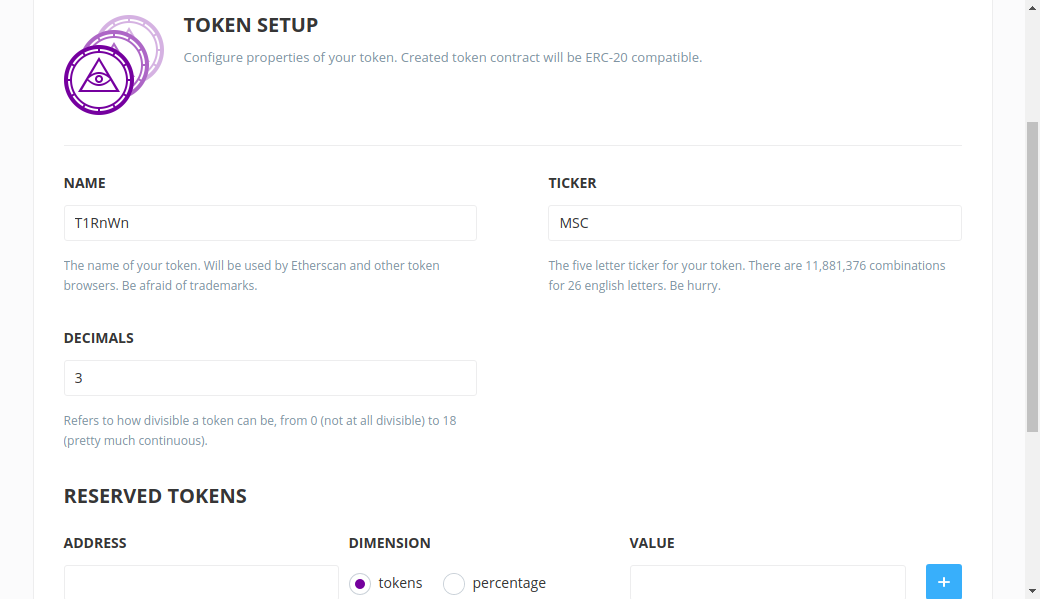 TOKEN SETUP
Configure properties of your token. Created token contract will be ERC-20 compatible.
NAME
TICKER
T1RnWn
MSC
The name of your token. Will be used by Etherscan and other token
browsers. Be afraid of trademarks.
The five letter ticker for your token. There are 11,881,376 combinations
for 26 english letters. Be hurry.
DECIMALS
3
Refers to how divisible a token can be, from 0 (not at all divisible) to 18
(pretty much continuous).
RESERVED TOKENS
ADDRESS
DIMENSION
VALUE
tokens
percentage
+